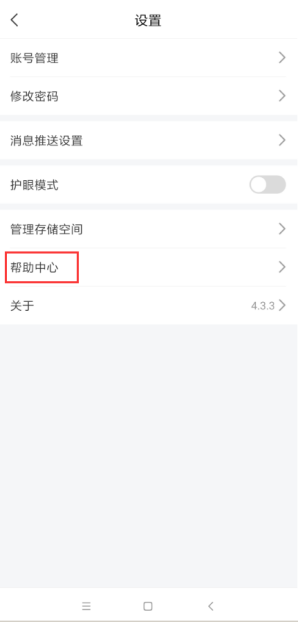 设置
账号管理
修改密码
消息推送设置
护眼模式
管理存储空间
帮助中心
关于 4.3.3